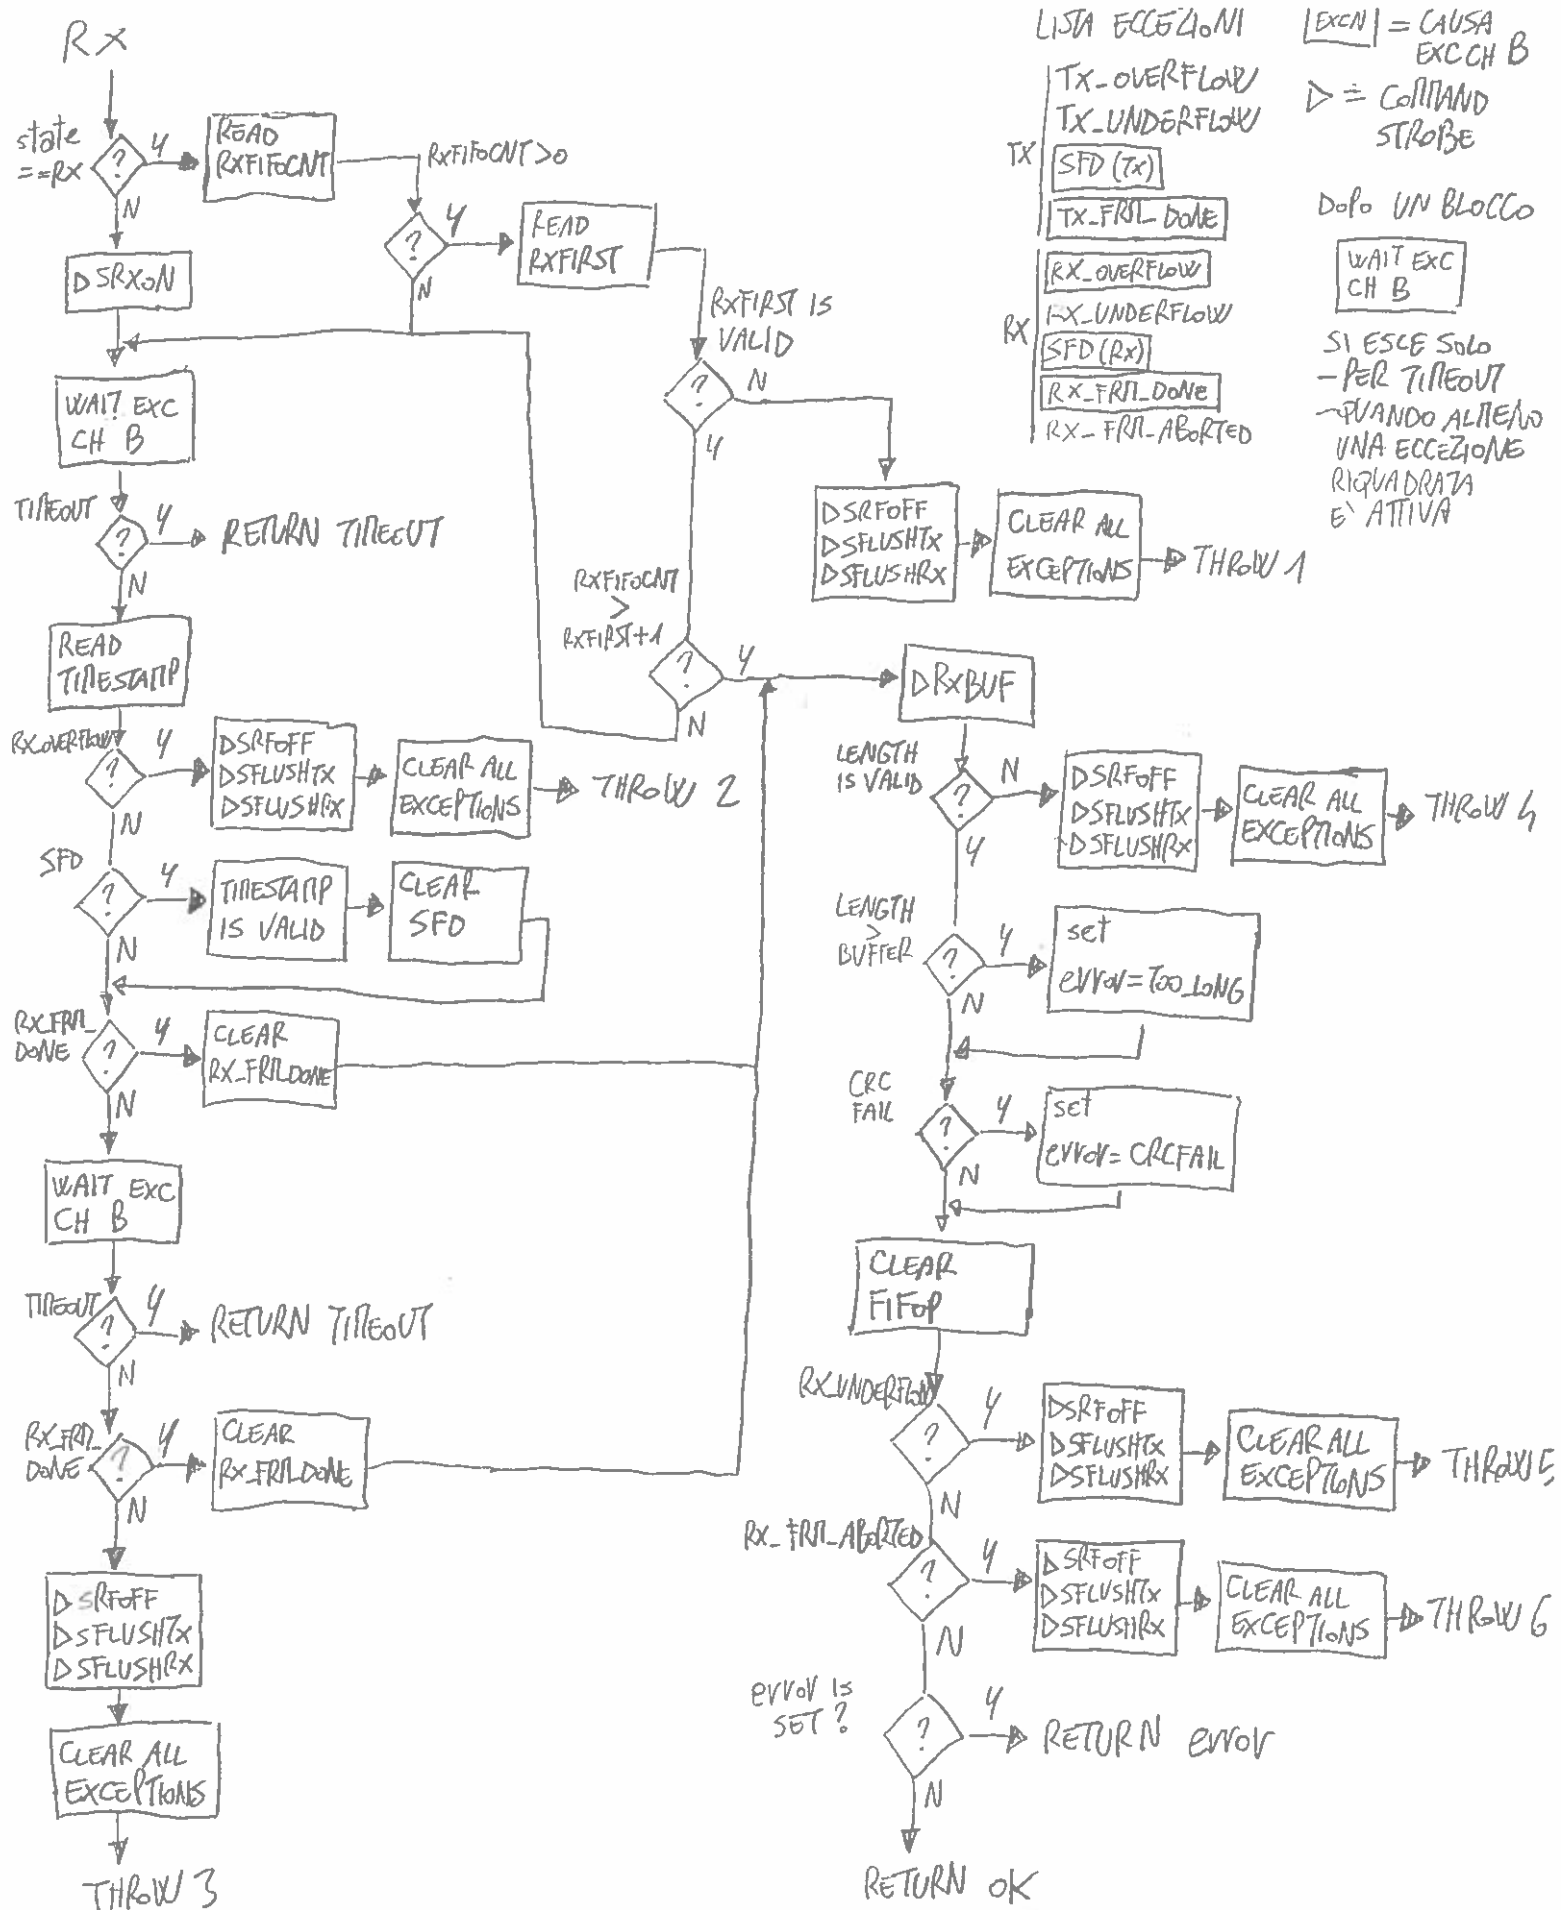 RX
state
==RX
?
Y
N
READ
RXFIFOCNT
RXFIFOCNT>0
?
Y
N
READ
RXFIRST
▷SRXON
RXFIRST IS
VALID
?
N
Y
WAIT EXC
CH B
TIMEOUT
?
Y
N
RETURN TIMEOUT
▷SRFOFF
▷SFLUSHTX
▷SFLUSHRX
CLEAR ALL
EXCEPTIONS
THROW 1
RXFIFOCNT
>
RXFIRST+1
?
Y
N
READ
TIMESTAMP
RX_OVERFLOW
?
Y
N
▷SRFOFF
▷SFLUSHTX
▷SFLUSHRX
CLEAR ALL
EXCEPTIONS
THROW 2
SFD
?
Y
N
TIMESTAMP
IS VALID
CLEAR
SFD
RX_FRM_
DONE
?
Y
N
CLEAR
RX_FRM_DONE
WAIT EXC
CH B
TIMEOUT
?
Y
N
RETURN TIMEOUT
RX_FRM_
DONE
?
Y
N
CLEAR
RX_FRM_DONE
▷SRFOFF
▷SFLUSHTX
▷SFLUSHRX
CLEAR ALL
EXCEPTIONS
THROW 3
▷RXBUF
LENGTH
IS VALID
?
N
Y
▷SRFOFF
▷SFLUSHTX
▷SFLUSHRX
CLEAR ALL
EXCEPTIONS
THROW 4
LENGTH
>
BUFFER
?
Y
N
set
error=TOO_LONG
CRC
FAIL
?
Y
N
set
error=CRCFAIL
CLEAR
FIFOP
RX_UNDERFLOW
?
Y
N
▷SRFOFF
▷SFLUSHTX
▷SFLUSHRX
CLEAR ALL
EXCEPTIONS
THROW 5
RX_FRM_ABORTED
?
Y
N
▷SRFOFF
▷SFLUSHTX
▷SFLUSHRX
CLEAR ALL
EXCEPTIONS
THROW 6
error is
SET?
?
Y
N
RETURN error
RETURN OK
LISTA ECCEZIONI
TX
TX_OVERFLOW
TX_UNDERFLOW
SFD (TX)
TX_FRM_DONE
RX
RX_OVERFLOW
RX_UNDERFLOW
SFD (RX)
RX_FRM_DONE
RX_FRM_ABORTED
EXCN = CAUSA
EXC CH B
▷ = COMMAND
STROBE
DOPO UN BLOCCO
WAIT EXC
CH B
SI ESCE SOLO
-PER TIMEOUT
-QUANDO ALMENO
UNA ECCEZIONE
RIQUADRATA
E' ATTIVA